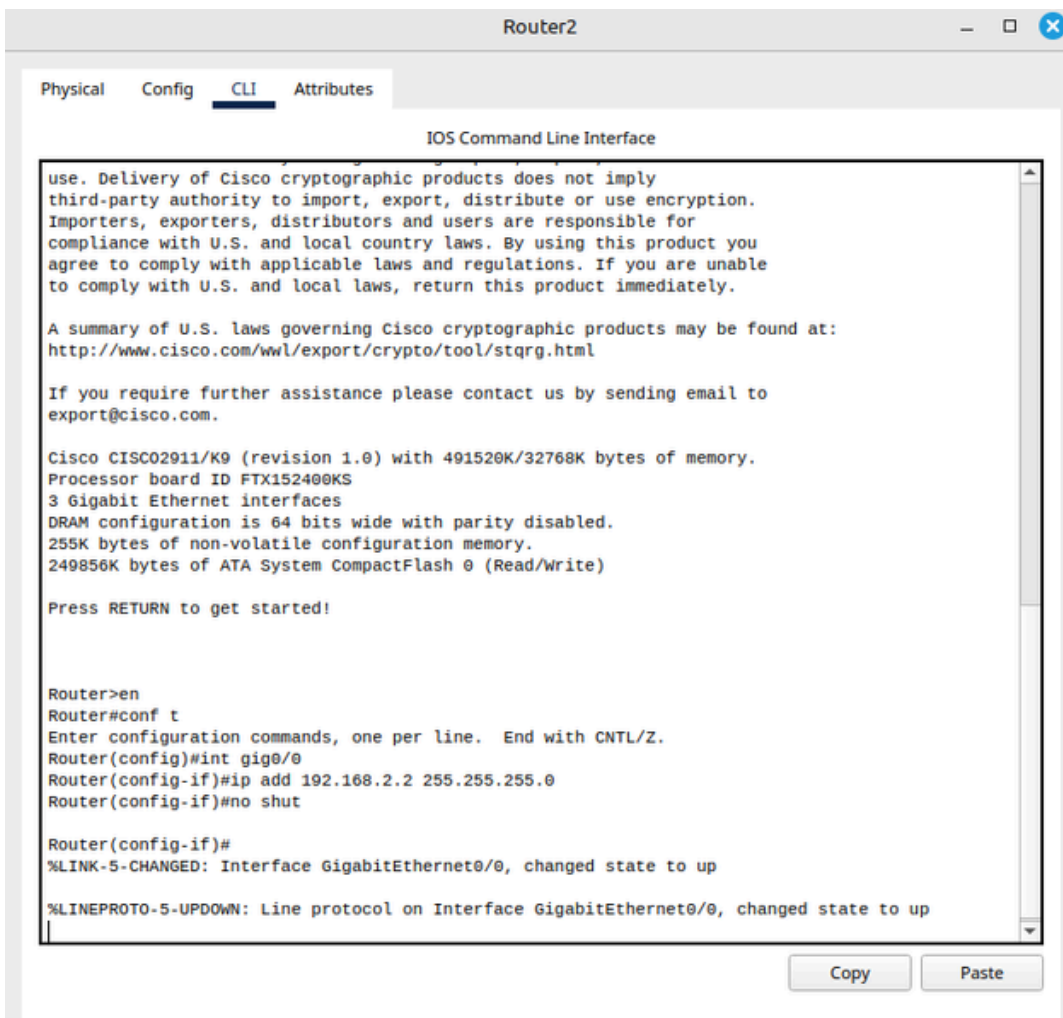 Router2
Physical Config CLI Attributes
IOS Command Line Interface
use. Delivery of Cisco cryptographic products does not imply
third-party authority to import, export, distribute or use encryption.
Importers, exporters, distributors and users are responsible for
compliance with U.S. and local country laws. By using this product you
agree to comply with applicable laws and regulations. If you are unable
to comply with U.S. and local laws, return this product immediately.
A summary of U.S. laws governing Cisco cryptographic products may be found at:
http://www.cisco.com/wwl/export/crypto/tool/stqrg.html
If you require further assistance please contact us by sending email to
export@cisco.com.
Cisco CISCO2911/K9 (revision 1.0) with 491520K/32768K bytes of memory.
Processor board ID FTX152400KS
3 Gigabit Ethernet interfaces
DRAM configuration is 64 bits wide with parity disabled.
255K bytes of non-volatile configuration memory.
249856K bytes of ATA System CompactFlash 0 (Read/Write)
Press RETURN to get started!
Router>en
Router#conf t
Enter configuration commands, one per line.  End with CNTL/Z.
Router(config)#int gig0/0
Router(config-if)#ip add 192.168.2.2 255.255.255.0
Router(config-if)#no shut
Router(config-if)#
%LINK-5-CHANGED: Interface GigabitEthernet0/0, changed state to up
%LINEPROTO-5-UPDOWN: Line protocol on Interface GigabitEthernet0/0, changed state to up
Copy Paste